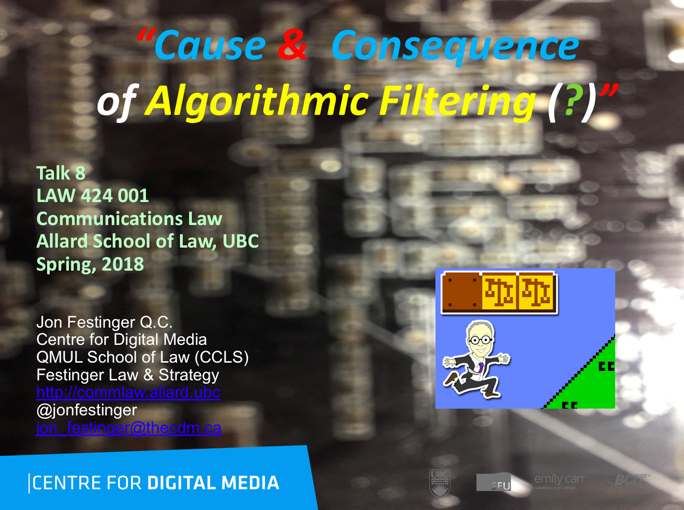 “Cause & Consequence
of Algorithmic Filtering (?)”
Talk 8
LAW 424 001
Communications Law
Allard School of Law, UBC
Spring, 2018
Jon Festinger Q.C.
Centre for Digital Media
QMUL School of Law (CCLS)
Festinger Law & Strategy
http://commlaw.allard.ubc
@jonfestinger
jon_festinger@thecdm.ca
|CENTRE FOR DIGITAL MEDIA
UBC
SFU
emily carr
BCIT